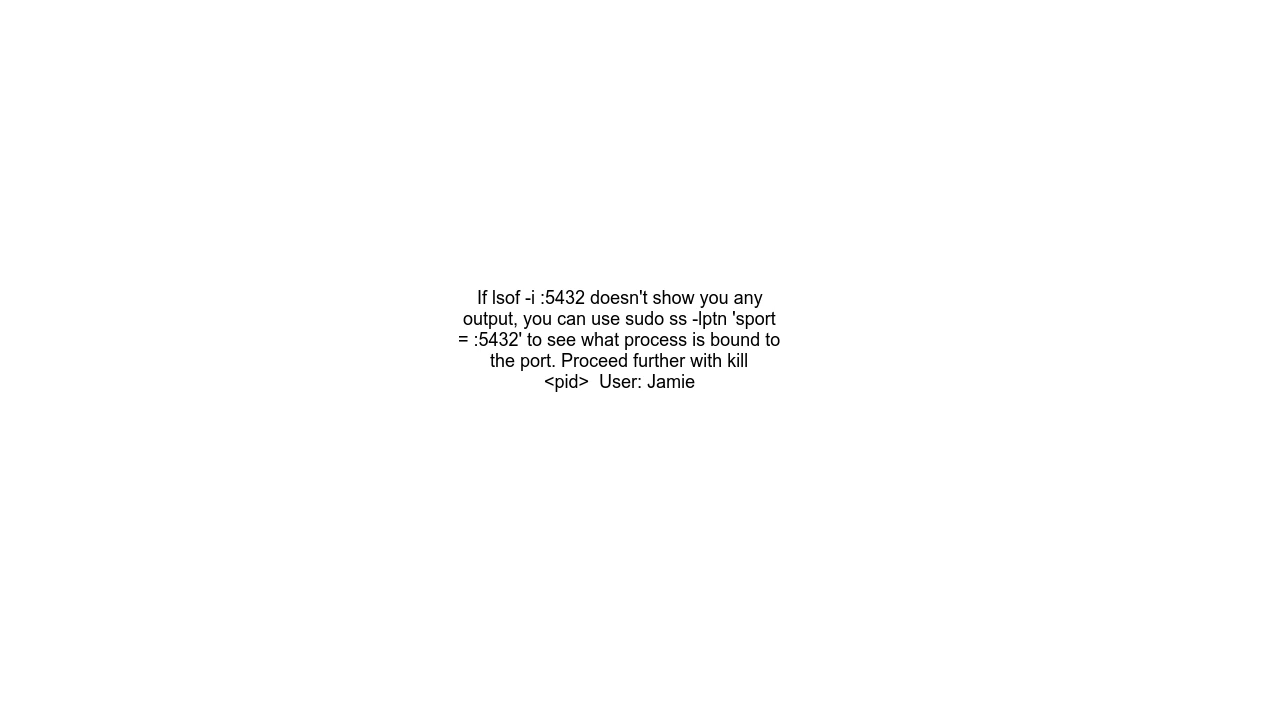 If lsof -i :5432 doesn't show you any
output, you can use sudo ss -lptn 'sport
= :5432' to see what process is bound to
the port. Proceed further with kill
<pid>  User: Jamie